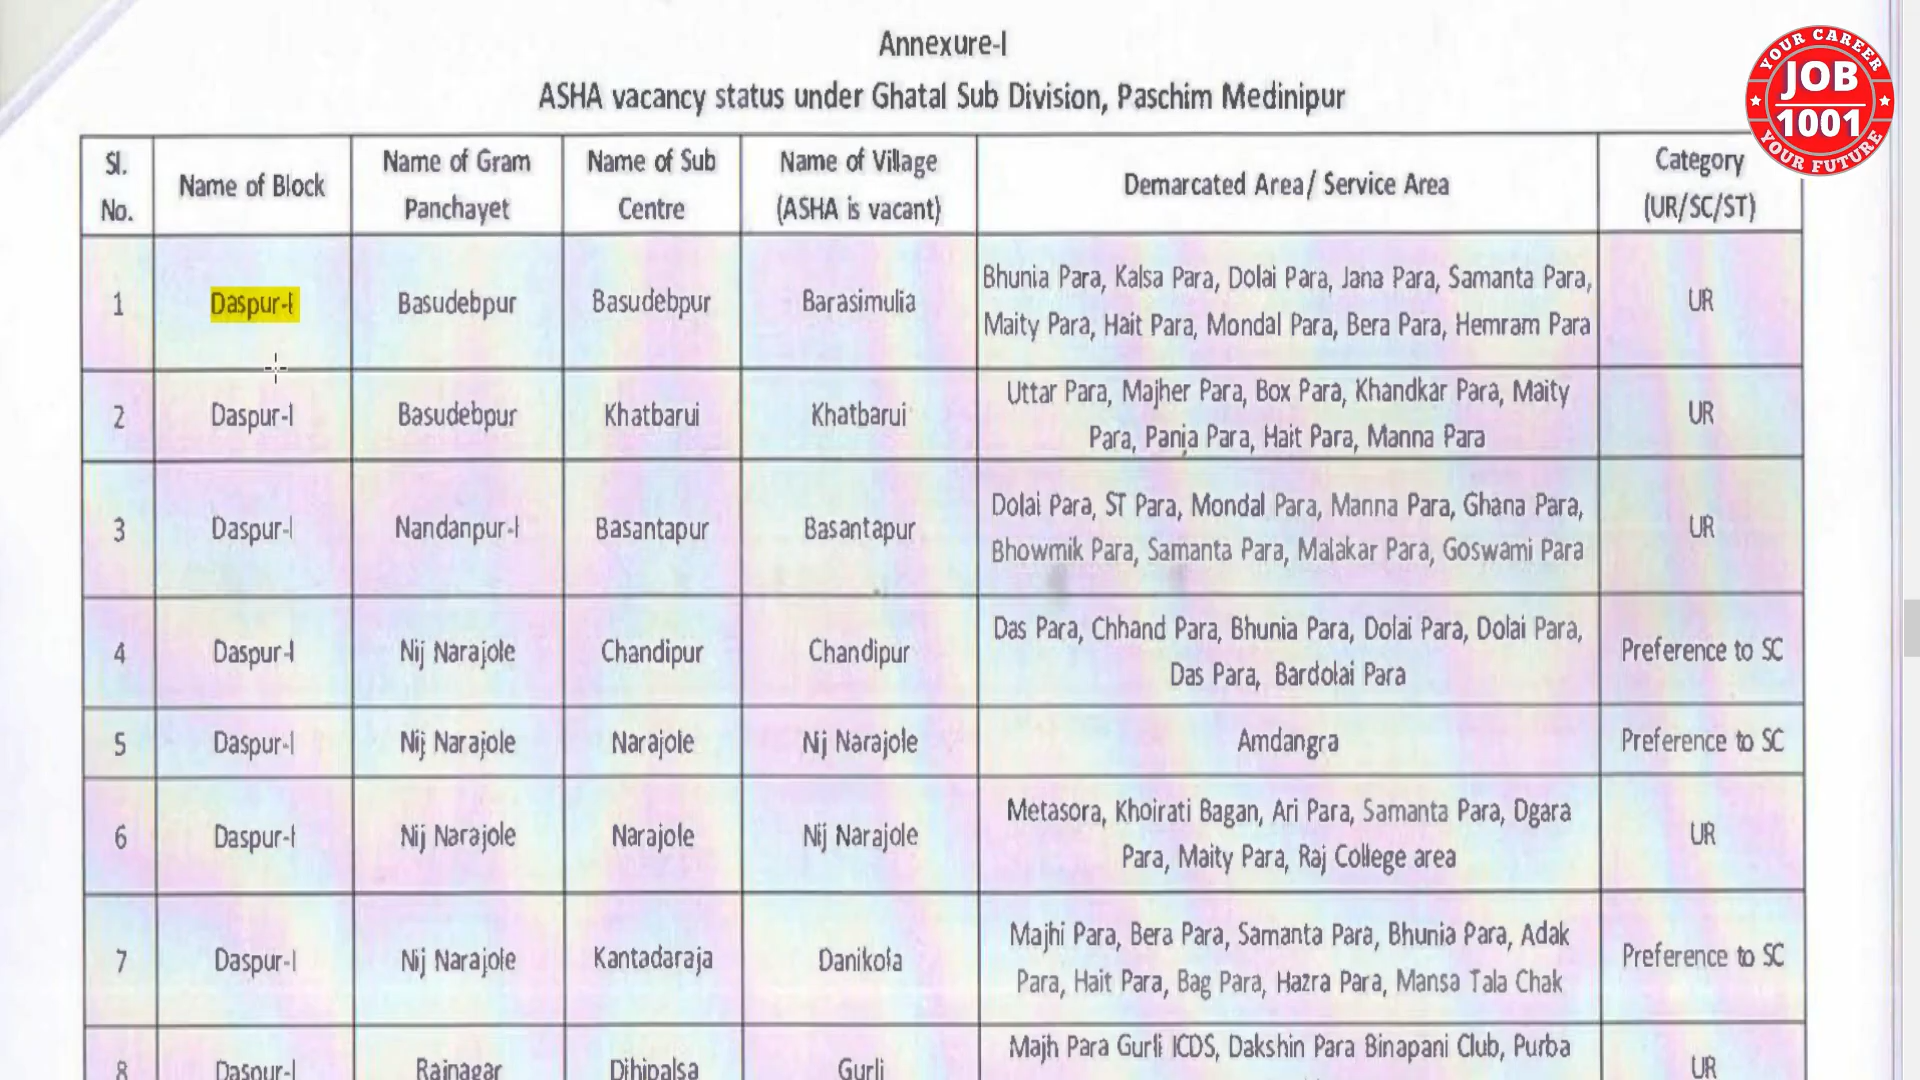 Annexure-I
ASHA vacancy status under Ghatal Sub Division, Paschim Medinipur
YOUR CAREER
JOB
1001
YOUR FUTURE
Sl. No.
Name of Block
Name of Gram Panchayet
Name of Sub Centre
Name of Village (ASHA is vacant)
Demarcated Area/ Service Area
Category (UR/SC/ST)
1 Daspur-I Basudebpur Basudebpur Barasimulia
Bhunia Para, Kalsa Para, Dolai Para, Jana Para, Samanta Para,
Maity Para, Hait Para, Mondal Para, Bera Para, Hemram Para
UR
2 Daspur-I Basudebpur Khatbarui Khatbarui
Uttar Para, Majher Para, Box Para, Khandkar Para, Maity
Para, Panja Para, Hait Para, Manna Para
UR
3 Daspur-I Nandanpur-I Basantapur Basantapur
Dolai Para, ST Para, Mondal Para, Manna Para, Ghana Para,
Bhowmik Para, Samanta Para, Malakar Para, Goswami Para
UR
4 Daspur-I Nij Narajole Chandipur Chandipur
Das Para, Chhand Para, Bhunia Para, Dolai Para, Dolai Para,
Das Para, Bardolai Para
Preference to SC
5 Daspur-I Nij Narajole Narajole Nj Narajole
Amdangra
Preference to SC
6 Daspur-I Nij Narajole Narajole Nij Narajole
Metasora, Khoirati Bagan, Ari Para, Samanta Para, Ogara
Para, Maity Para, Raj College area
UR
7 Daspur-I Nij Narajole Kantadaraja Danikola
Majhi Para, Bera Para, Samanta Para, Bhunia Para, Adak
Para, Hait Para, Bag Para, Hazra Para, Mansa Tala Chak
Preference to SC
8 Daspur-I Rajnagar Dihipalsa Gurli
Majh Para Gurli ICDS, Dakshin Para Binapani Club, Purba
UR